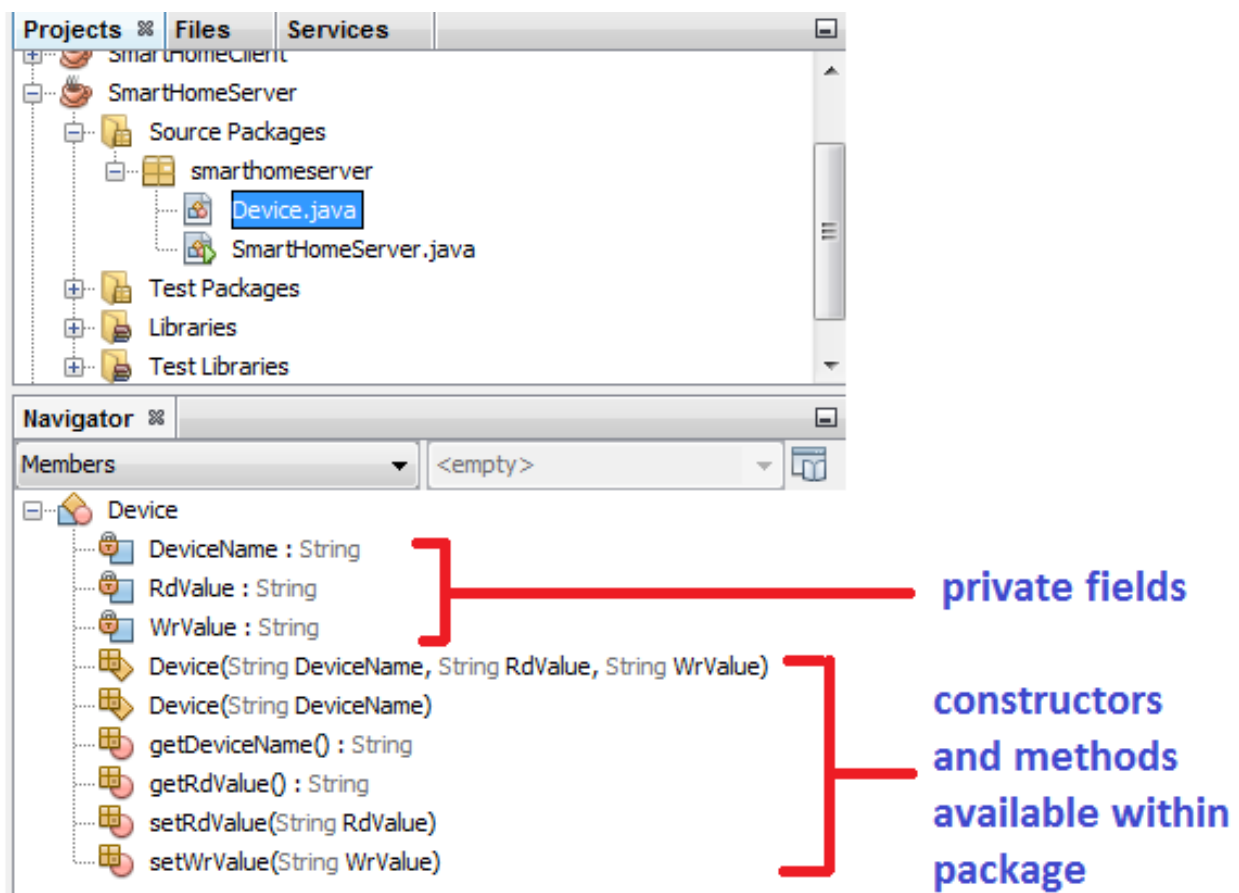 Projects Files Services
SmartHomeClient
SmartHomeServer
Source Packages
smarthomeserver
Device.java
SmartHomeServer.java
Test Packages
Libraries
Test Libraries
Navigator
Members <empty>
Device
DeviceName : String
RdValue : String
WrValue : String
Device(String DeviceName, String RdValue, String WrValue)
Device(String DeviceName)
getDeviceName() : String
getRdValue() : String
setRdValue(String RdValue)
setWrValue(String WrValue)
private fields
constructors
and methods
available within
package